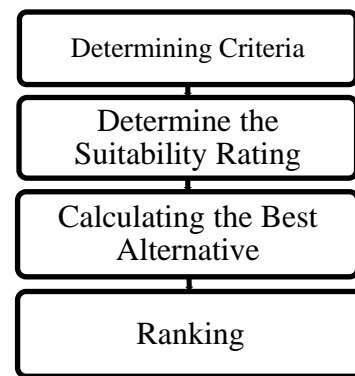 Determining Criteria
Determine the
Suitability Rating
Calculating the Best
Alternative
Ranking